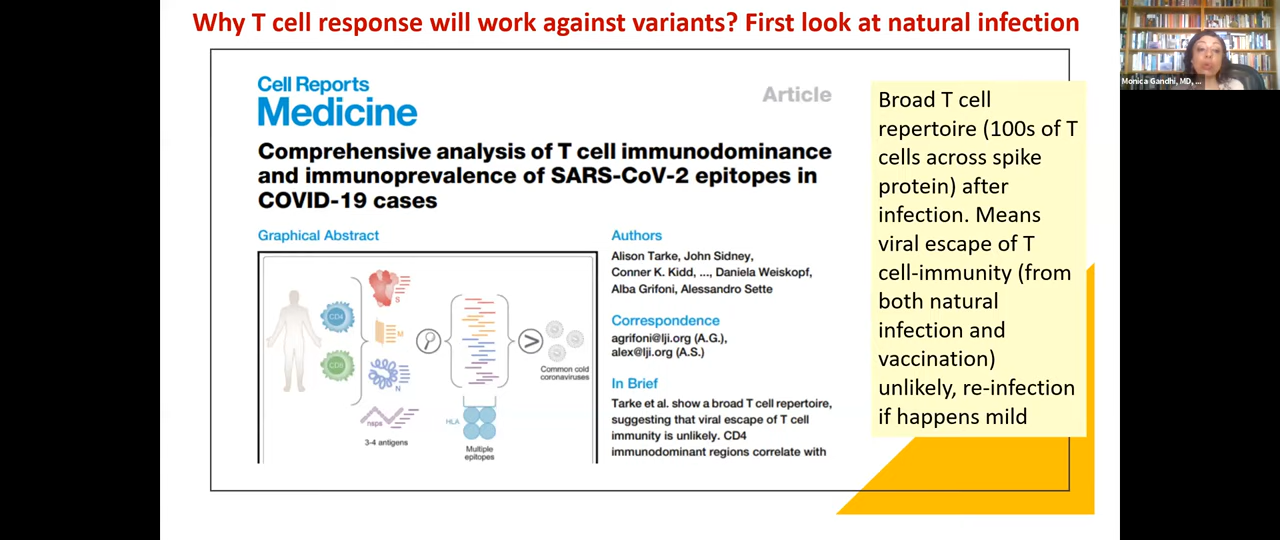 Why T cell response will work against variants? First look at natural infection
Monica Gandhi, MD, ...
Cell Reports
Medicine
Article
Comprehensive analysis of T cell immunodominance
and immunoprevalence of SARS-CoV-2 epitopes in
COVID-19 cases
Graphical Abstract
CD4
CD8
S
M
N
nsps
3-4 antigens
HLA
Multiple
epitopes
>
Common cold
coronaviruses
Authors
Alison Tarke, John Sidney,
Conner K. Kidd, ..., Daniela Weiskopf,
Alba Grifoni, Alessandro Sette
Correspondence
agrifoni@lji.org (A.G.),
alex@lji.org (A.S.)
In Brief
Tarke et al. show a broad T cell repertoire,
suggesting that viral escape of T cell
immunity is unlikely. CD4
immunodominant regions correlate with
Broad T cell
repertoire (100s of T
cells across spike
protein) after
infection. Means
viral escape of T
cell-immunity (from
both natural
infection and
vaccination)
unlikely, re-infection
if happens mild